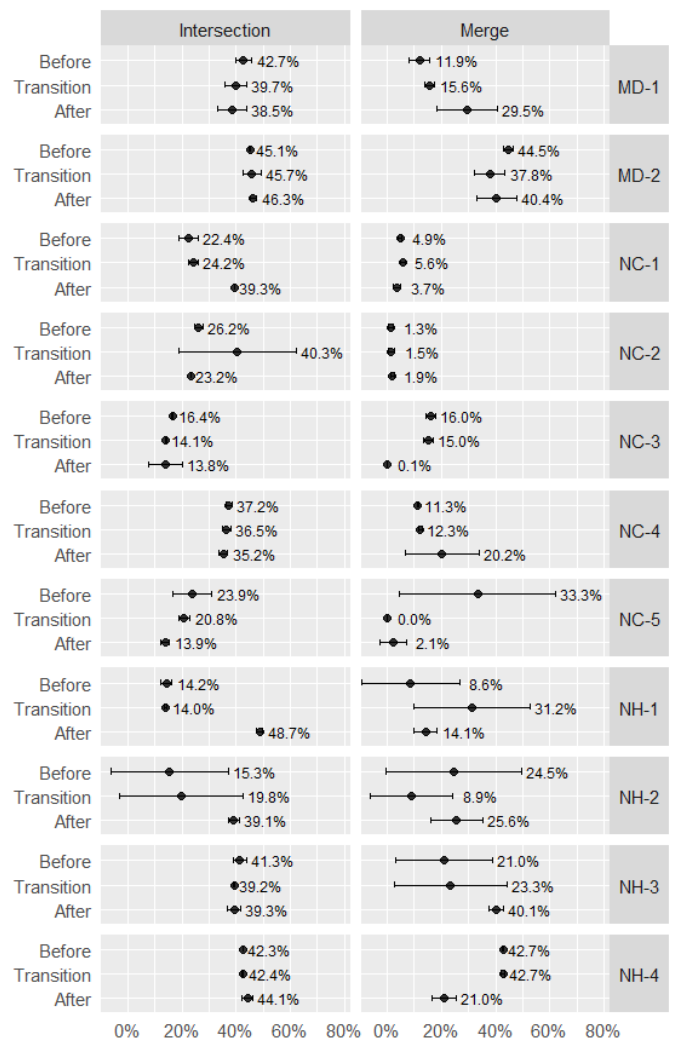 Intersection Merge
Before 42.7% 11.9%
Transition 39.7% 15.6% MD-1
After 38.5% 29.5%
Before 45.1% 44.5%
Transition 45.7% 37.8% MD-2
After 46.3% 40.4%
Before 22.4% 4.9%
Transition 24.2% 5.6% NC-1
After 39.3% 3.7%
Before 26.2% 1.3%
Transition 40.3% 1.5% NC-2
After 23.2% 1.9%
Before 16.4% 16.0%
Transition 14.1% 15.0% NC-3
After 13.8% 0.1%
Before 37.2% 11.3%
Transition 36.5% 12.3% NC-4
After 35.2% 20.2%
Before 23.9% 33.3%
Transition 20.8% 0.0% NC-5
After 13.9% 2.1%
Before 14.2% 8.6%
Transition 14.0% 31.2% NH-1
After 48.7% 14.1%
Before 15.3% 24.5%
Transition 19.8% 8.9% NH-2
After 39.1% 25.6%
Before 41.3% 21.0%
Transition 39.2% 23.3% NH-3
After 39.3% 40.1%
Before 42.3% 42.7%
Transition 42.4% 42.7% NH-4
After 44.1% 21.0%
0% 20% 40% 60% 80% 0% 20% 40% 60% 80%